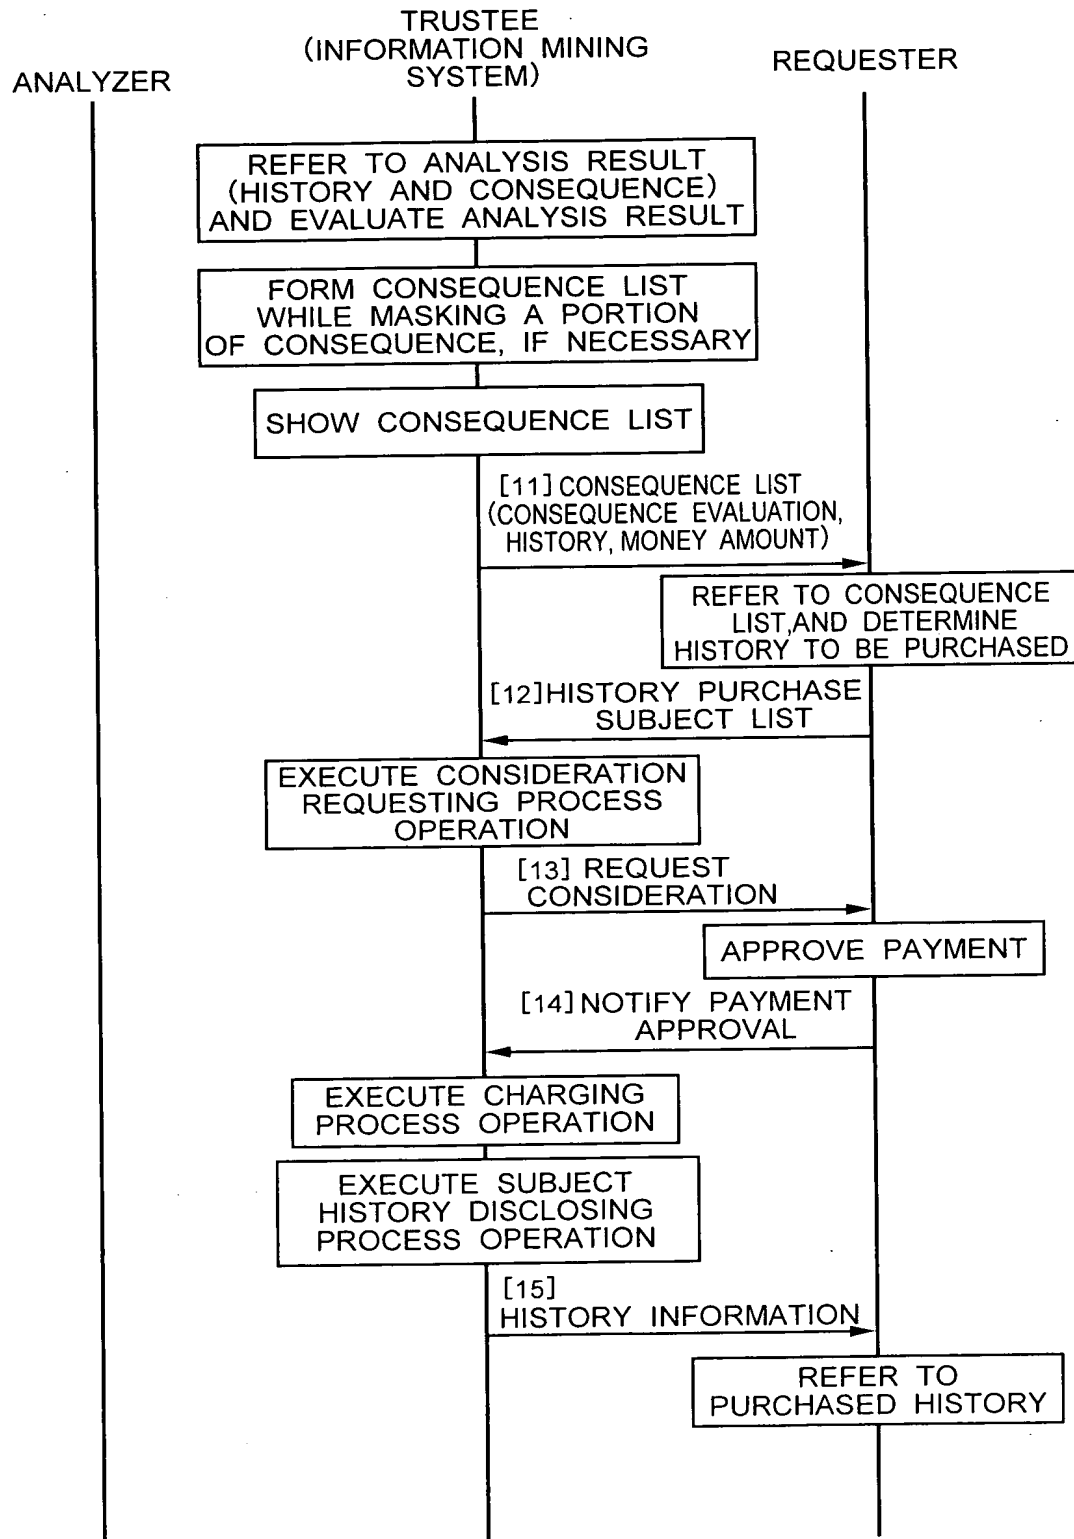 ANALYZER
TRUSTEE
(INFORMATION MINING
SYSTEM)
REQUESTER
REFER TO ANALYSIS RESULT
(HISTORY AND CONSEQUENCE)
AND EVALUATE ANALYSIS RESULT
FORM CONSEQUENCE LIST
WHILE MASKING A PORTION
OF CONSEQUENCE, IF NECESSARY
SHOW CONSEQUENCE LIST
[11] CONSEQUENCE LIST
(CONSEQUENCE EVALUATION,
HISTORY, MONEY AMOUNT)
REFER TO CONSEQUENCE
LIST,AND DETERMINE
HISTORY TO BE PURCHASED
[12]HISTORY PURCHASE
SUBJECT LIST
EXECUTE CONSIDERATION
REQUESTING PROCESS
OPERATION
[13] REQUEST
CONSIDERATION
APPROVE PAYMENT
[14] NOTIFY PAYMENT
APPROVAL
EXECUTE CHARGING
PROCESS OPERATION
EXECUTE SUBJECT
HISTORY DISCLOSING
PROCESS OPERATION
[15]
HISTORY INFORMATION
REFER TO
PURCHASED HISTORY